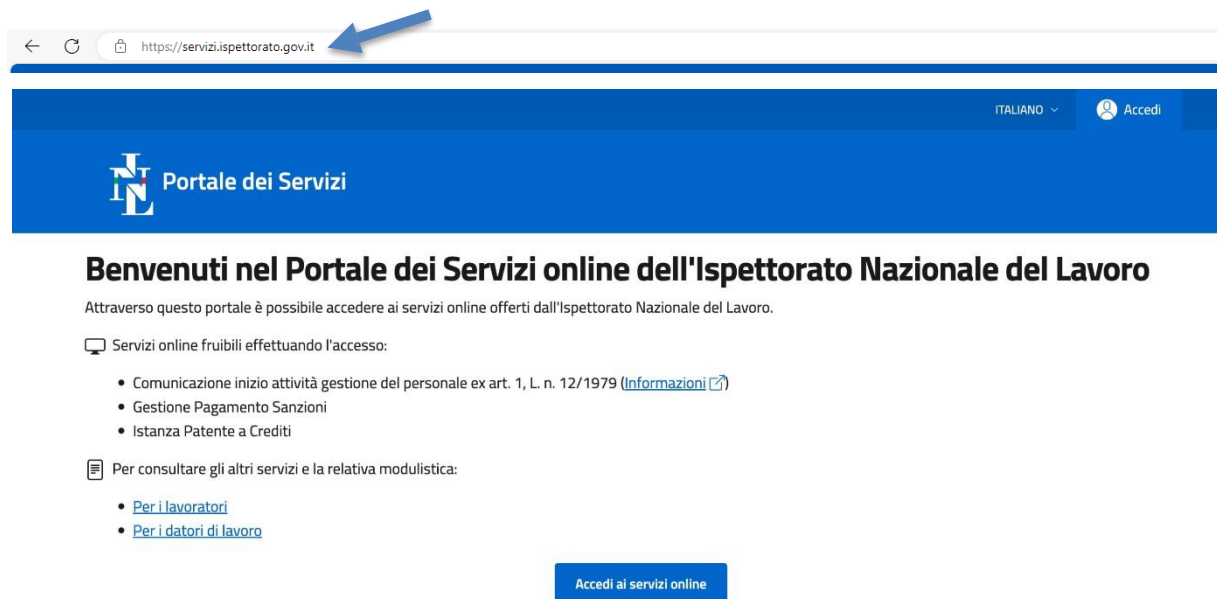 https://servizi.ispettorato.gov.it
ITALIANO
Accedi
INL
Portale dei Servizi
Benvenuti nel Portale dei Servizi online dell'Ispettorato Nazionale del Lavoro
Attraverso questo portale è possibile accedere ai servizi online offerti dall'Ispettorato Nazionale del Lavoro.
Servizi online fruibili effettuando l'accesso:
• Comunicazione inizio attività gestione del personale ex art. 1, L. n. 12/1979 (Informazioni)
• Gestione Pagamento Sanzioni
• Istanza Patente a Crediti
Per consultare gli altri servizi e la relativa modulistica:
• Per i lavoratori
• Per i datori di lavoro
Accedi ai servizi online